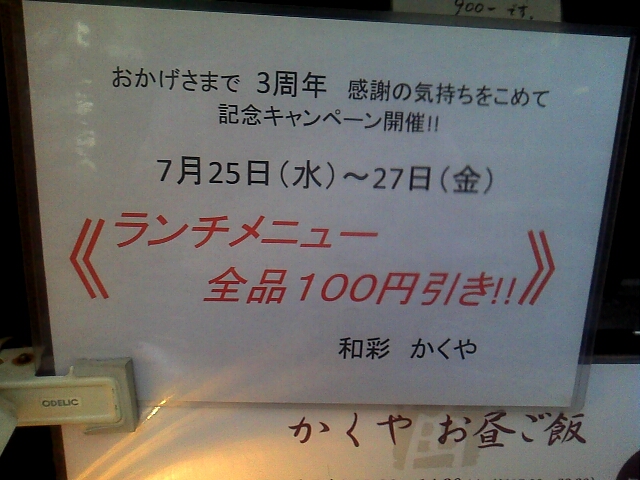 900- です。
おかげさまで 3周年 感謝の気持ちをこめて
記念キャンペーン開催!!
7月25日(水)~27日(金)
《ランチメニュー
全品100円引き!!》
和彩 かくや
ODELIC
かくや お昼ご飯